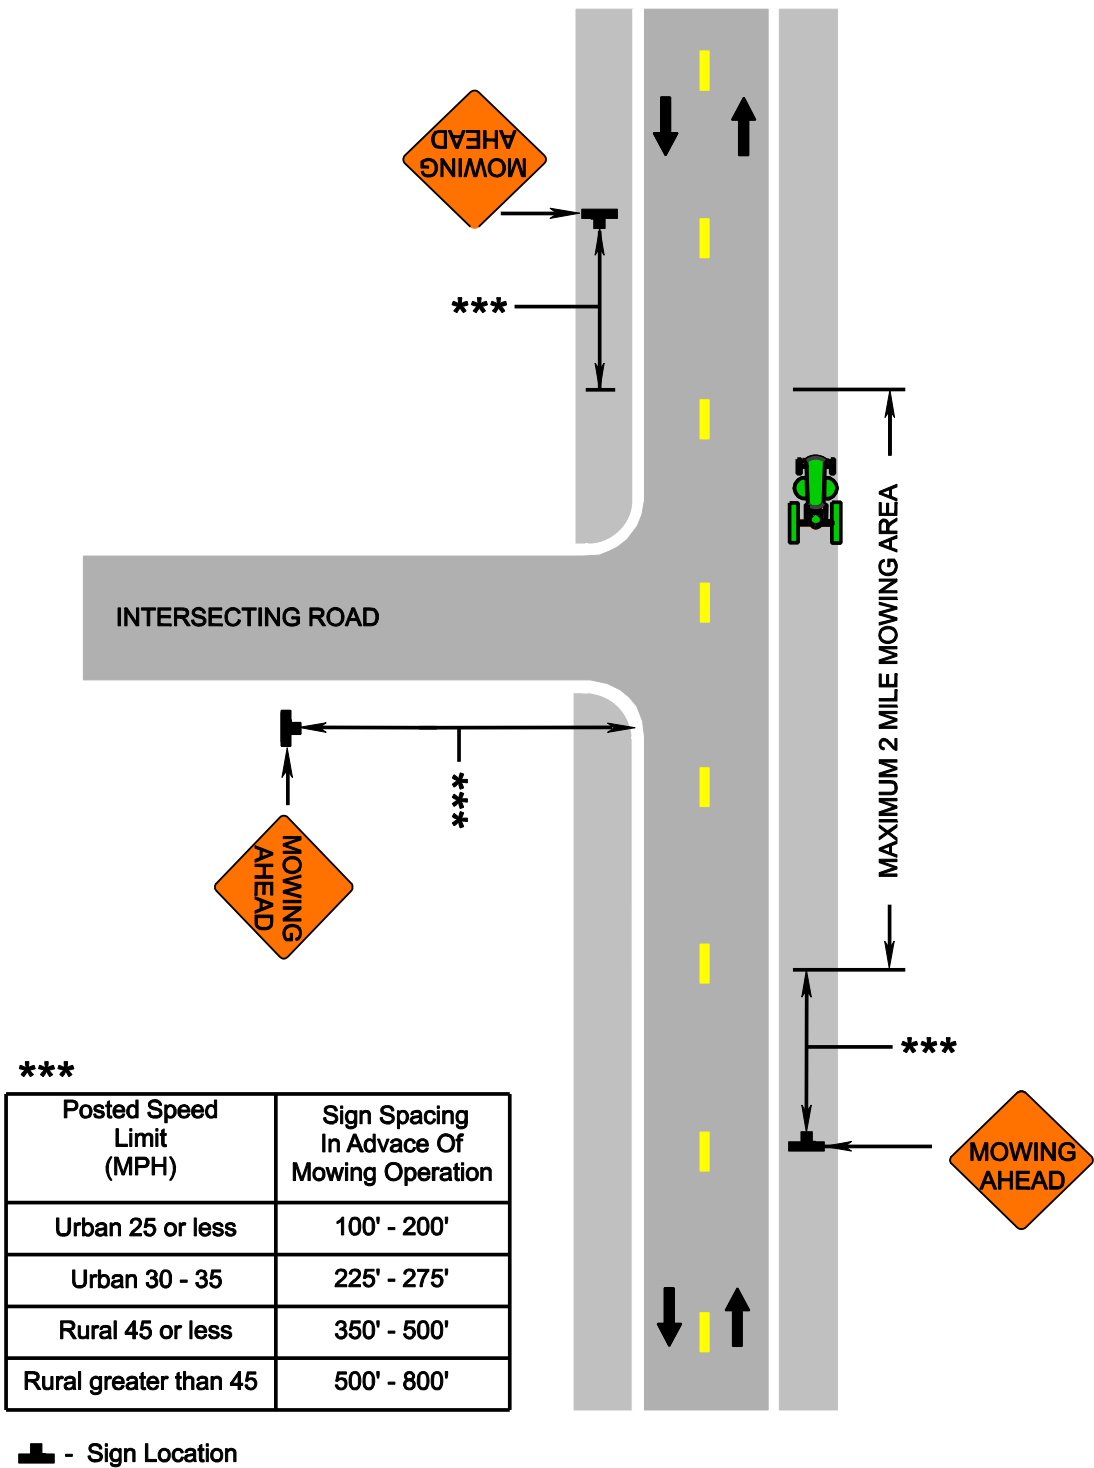 MOWING
AHEAD
***
INTERSECTING ROAD
MAXIMUM 2 MILE MOWING AREA
***
MOWING
AHEAD
***
MOWING
AHEAD
***
Posted Speed
Limit
(MPH)
Sign Spacing
In Advace Of
Mowing Operation
Urban 25 or less
100' - 200'
Urban 30 - 35
225' - 275'
Rural 45 or less
350' - 500'
Rural greater than 45
500' - 800'
- Sign Location